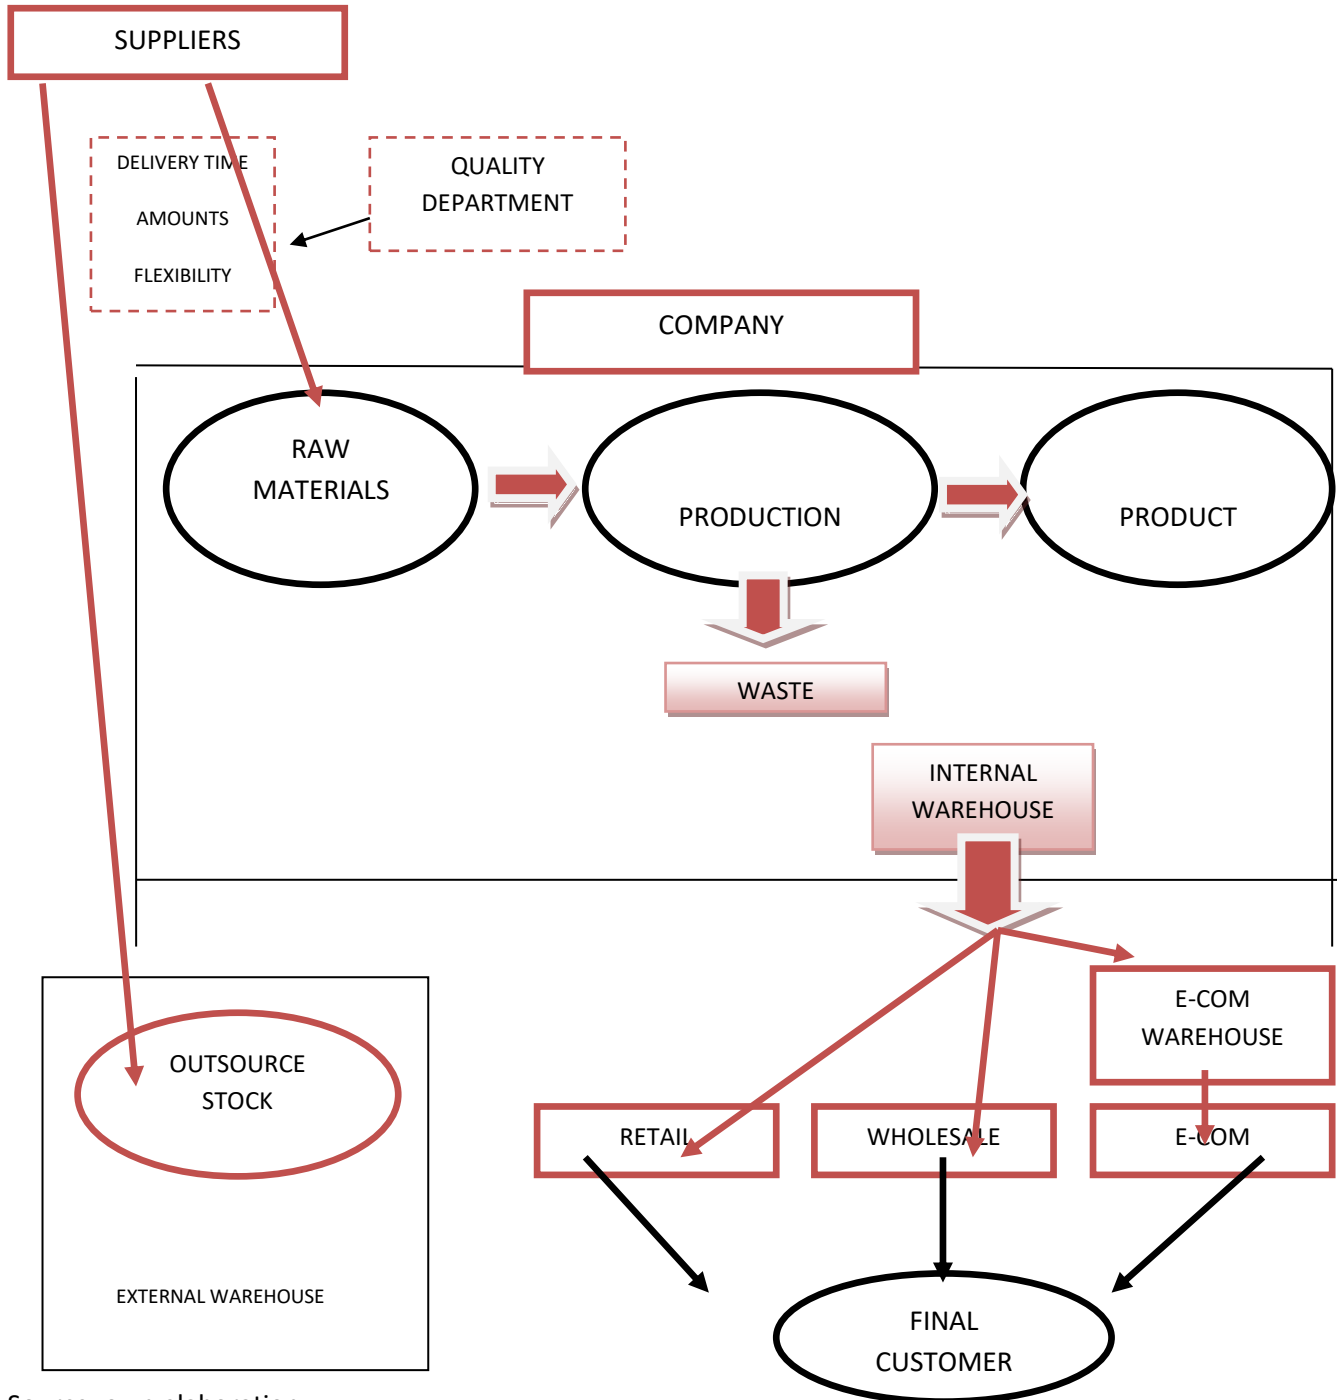 SUPPLIERS
DELIVERY TIME
AMOUNTS
FLEXIBILITY
QUALITY
DEPARTMENT
COMPANY
RAW
MATERIALS
PRODUCTION
PRODUCT
WASTE
INTERNAL
WAREHOUSE
E-COM
WAREHOUSE
OUTSOURCE
STOCK
RETAIL
WHOLESALE
E-COM
EXTERNAL WAREHOUSE
FINAL
CUSTOMER